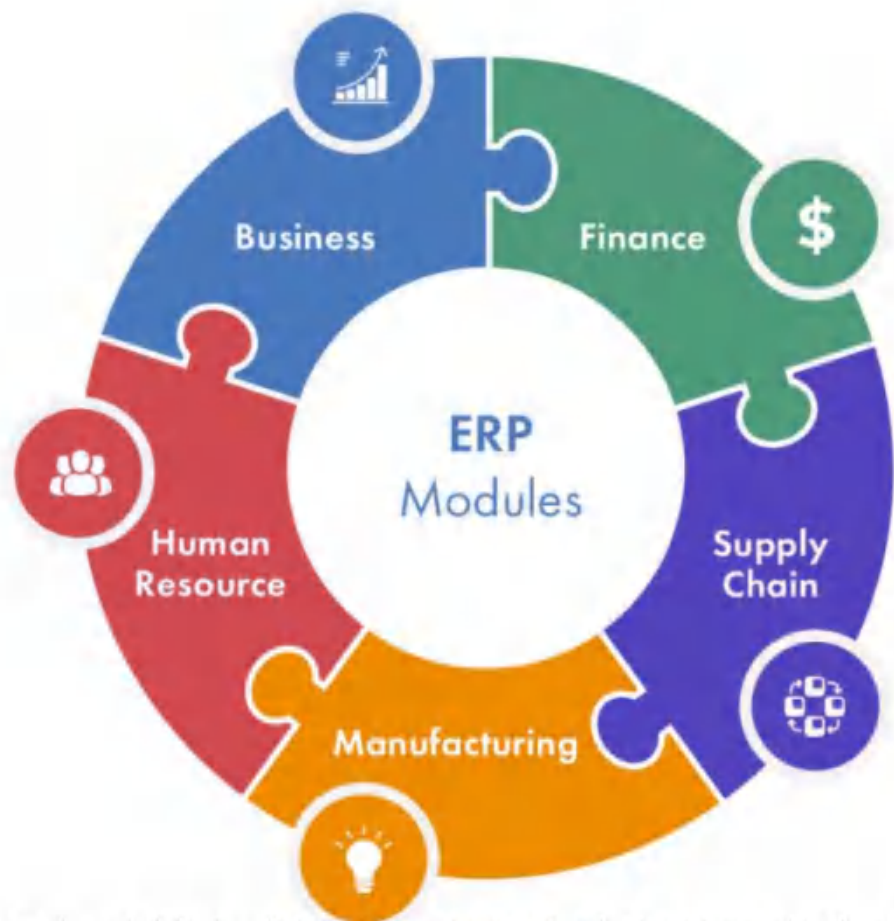 Business
Finance
ERP
Modules
Human
Resource
Supply
Chain
Manufacturing
$